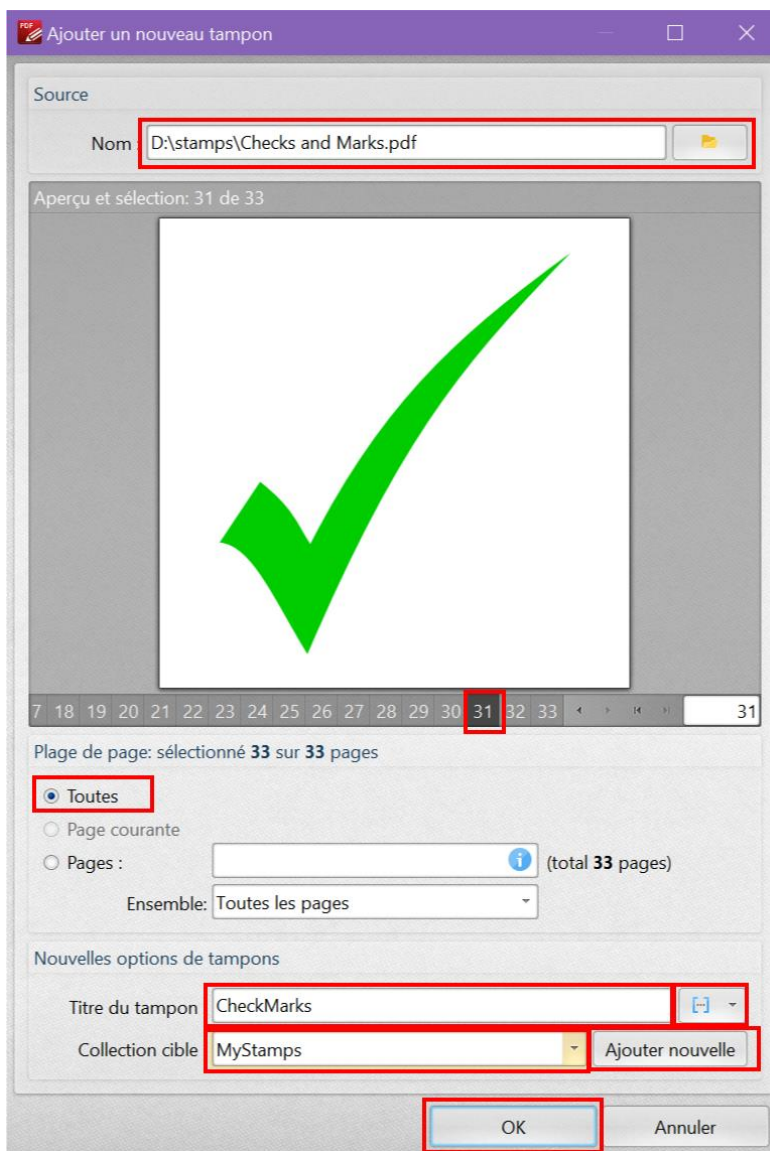 PDF
Ajouter un nouveau tampon
Source
Nom : D:\stamps\Checks and Marks.pdf
Aperçu et sélection: 31 de 33
7 18 19 20 21 22 23 24 25 26 27 28 29 30 31 32 33 31
Plage de page: sélectionné 33 sur 33 pages
Toutes
Page courante
Pages : (total 33 pages)
Ensemble: Toutes les pages
Nouvelles options de tampons
Titre du tampon CheckMarks
Collection cible MyStamps Ajouter nouvelle
OK Annuler